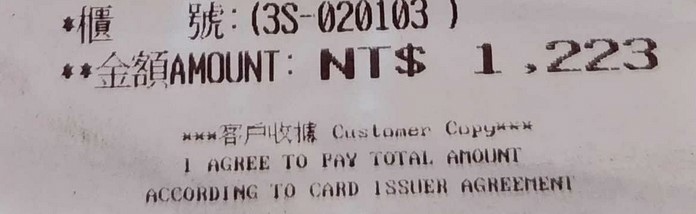 *櫃 號:(3S-020103 )
**金額AMOUNT: NT$ 1,223
***客戶收據 Customer Copy***
I AGREE TO PAY TOTAL AMOUNT
ACCORDING TO CARD ISSUER AGREEMENT